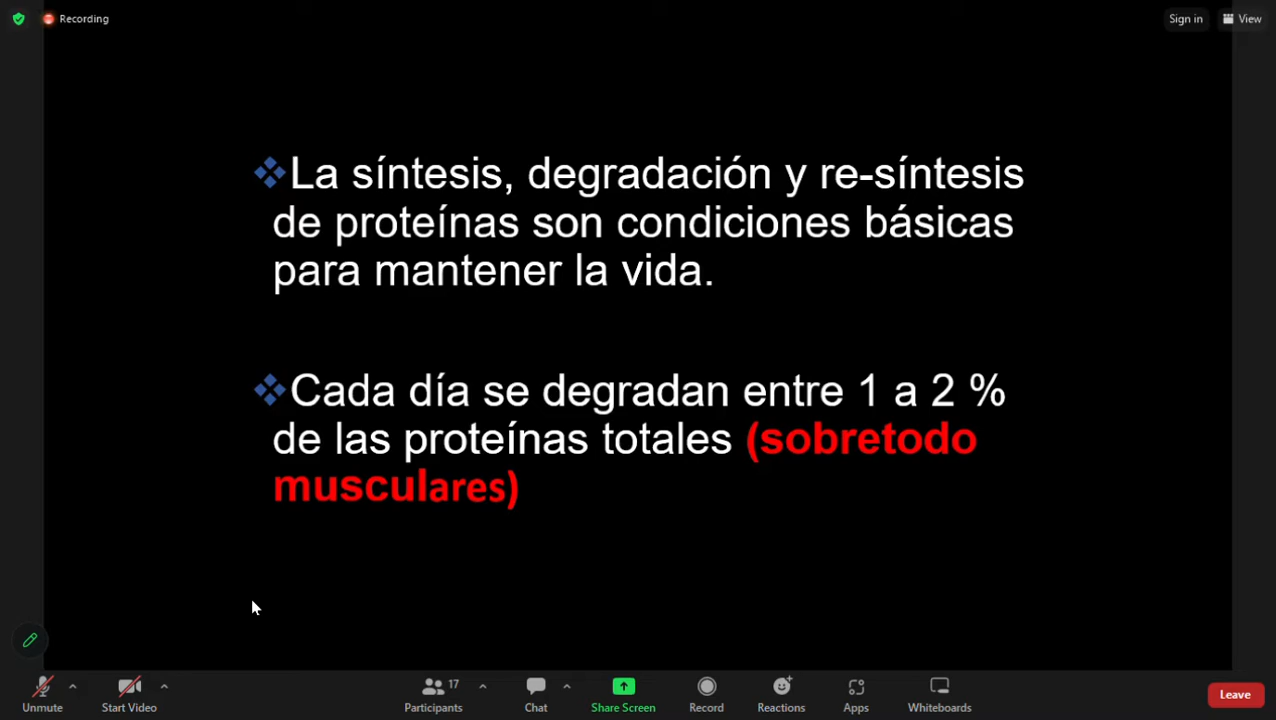 Recording
Sign in
View
La síntesis, degradación y re-síntesis
de proteínas son condiciones básicas
para mantener la vida.
Cada día se degradan entre 1 a 2 %
de las proteínas totales (sobretodo
musculares)
Unmute
Start Video
17
Participants
Chat
Share Screen
Record
Reactions
Apps
Whiteboards
Leave